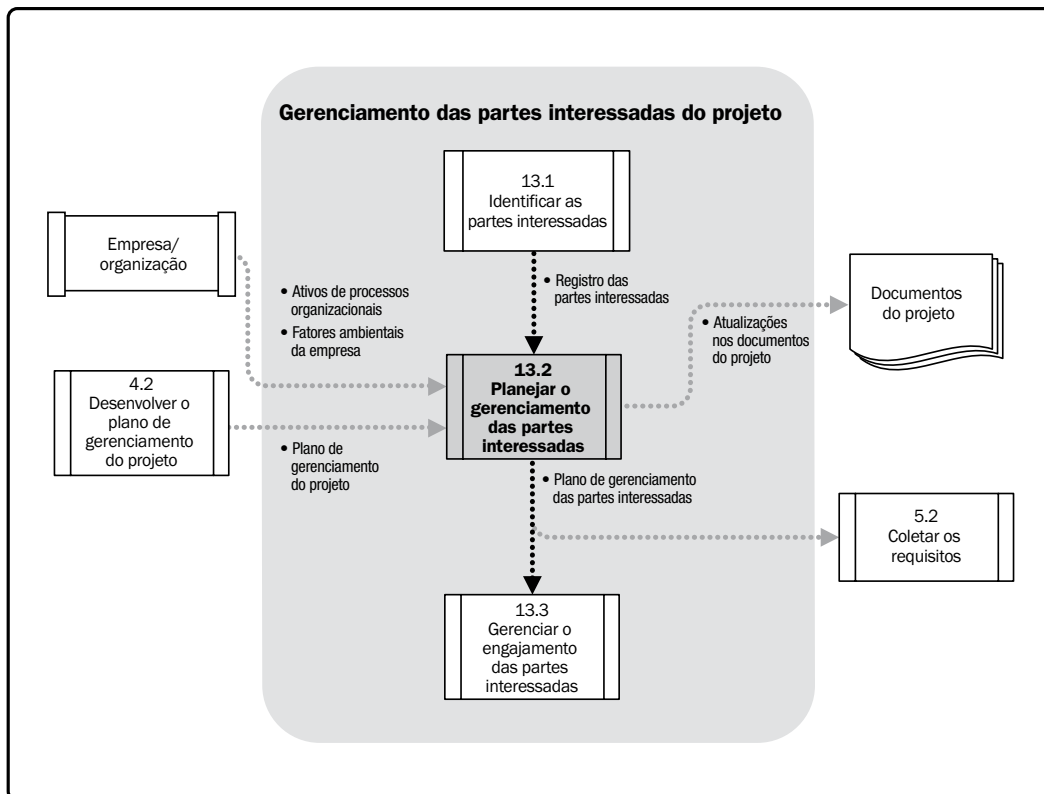 Gerenciamento das partes interessadas do projeto
13.1
Identificar as
partes interessadas
Empresa/
organização
• Ativos de processos
organizacionais
• Fatores ambientais
da empresa
• Registro das
partes interessadas
• Atualizações
nos documentos
do projeto
Documentos
do projeto
4.2
Desenvolver o
plano de
gerenciamento
do projeto
• Plano de
gerenciamento
do projeto
13.2
Planejar o
gerenciamento
das partes
interessadas
• Plano de gerenciamento
das partes interessadas
5.2
Coletar os
requisitos
13.3
Gerenciar o
engajamento
das partes
interessadas